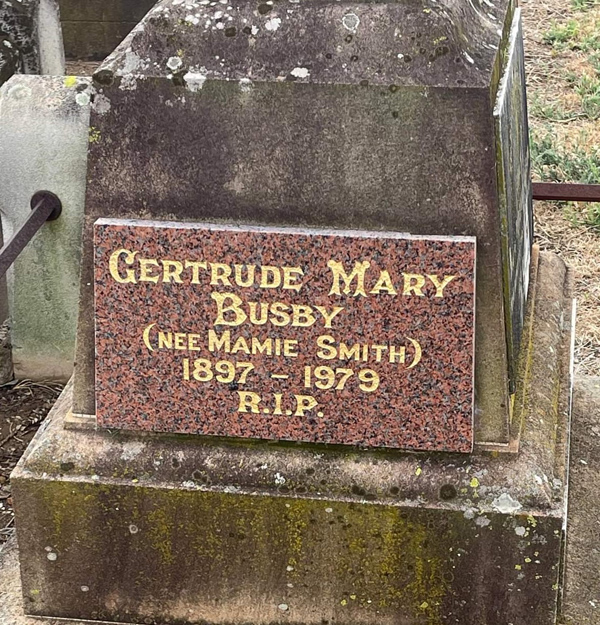 GERTRUDE MARY
BUSBY
(NEE MAMIE SMITH)
1897 - 1979
R.I.P.